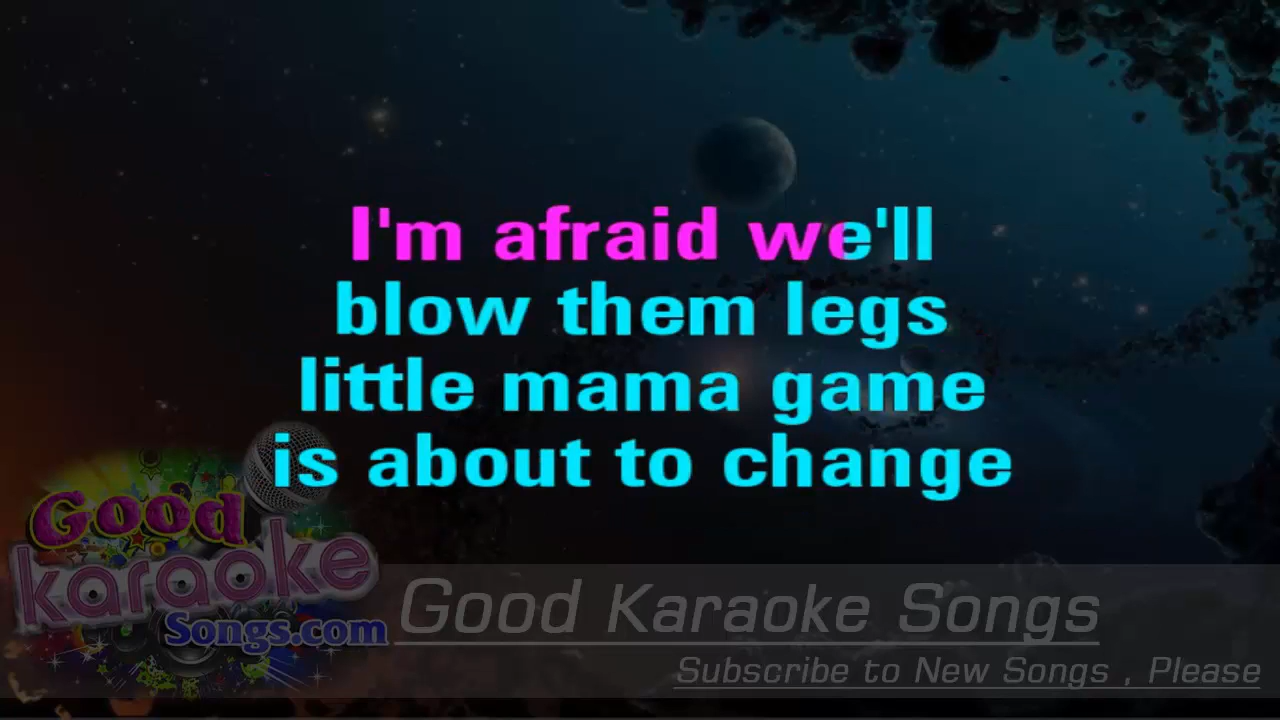 I'm afraid we'll
blow them legs
little mama game
is about to change
Good
karaoke
Songs.com
Good Karaoke Songs
Subscribe to New Songs , Please